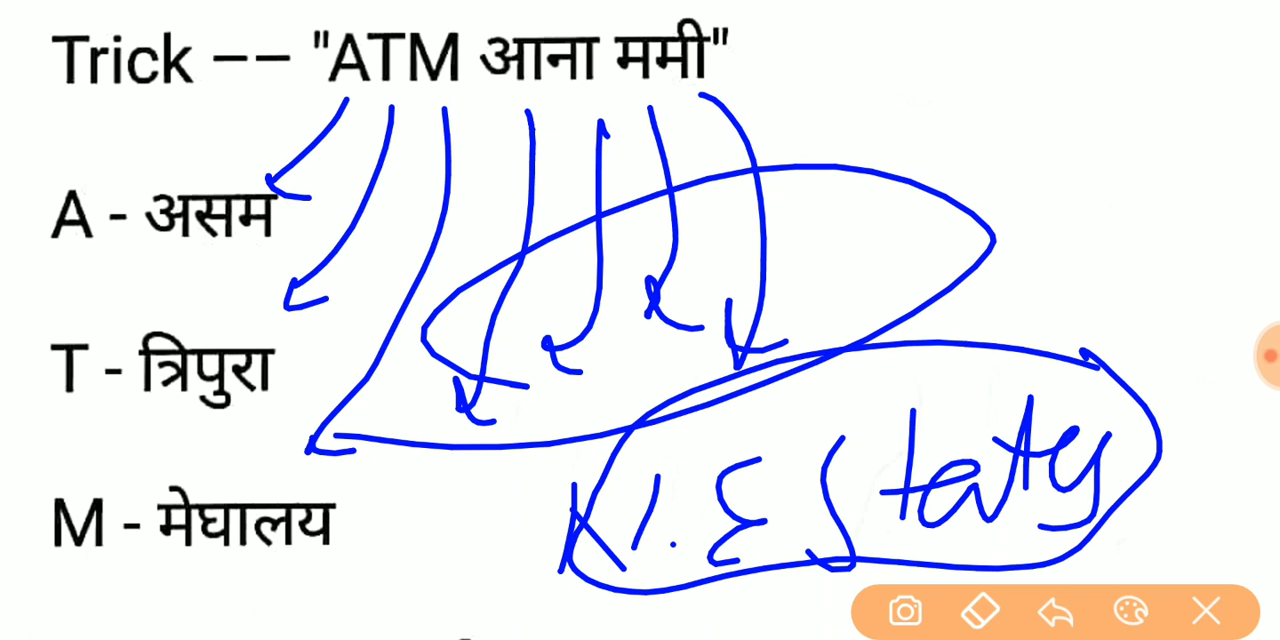 Trick –– "ATM आना ममी"
A - असम
T - त्रिपुरा
M - मेघालय
N.E States